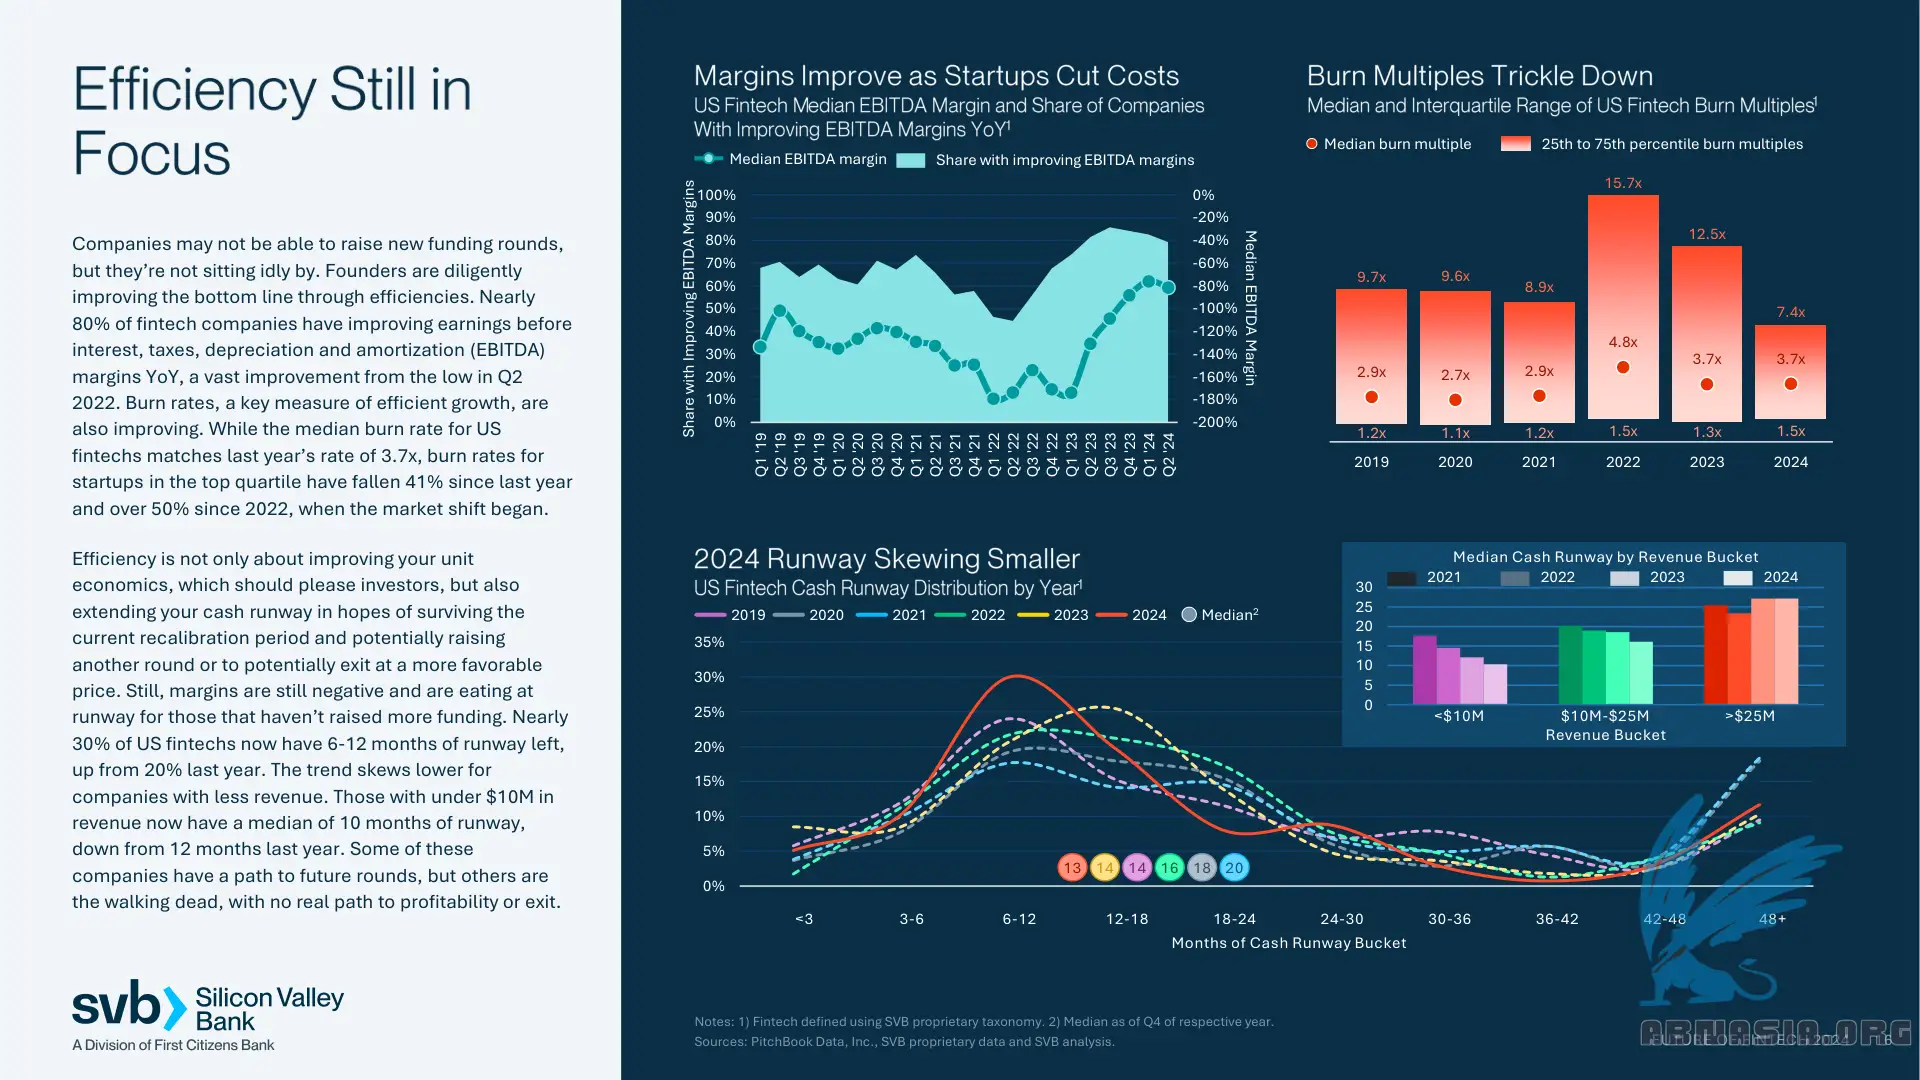 Efficiency Still in
Focus
Companies may not be able to raise new funding rounds,
but they’re not sitting idly by. Founders are diligently
improving the bottom line through efficiencies. Nearly
80% of fintech companies have improving earnings before
interest, taxes, depreciation and amortization (EBITDA)
margins YoY, a vast improvement from the low in Q2
2022. Burn rates, a key measure of efficient growth, are
also improving. While the median burn rate for US
fintechs matches last year’s rate of 3.7x, burn rates for
startups in the top quartile have fallen 41% since last year
and over 50% since 2022, when the market shift began.
Efficiency is not only about improving your unit
economics, which should please investors, but also
extending your cash runway in hopes of surviving the
current recalibration period and potentially raising
another round or to potentially exit at a more favorable
price. Still, margins are still negative and are eating at
runway for those that haven’t raised more funding. Nearly
30% of US fintechs now have 6-12 months of runway left,
up from 20% last year. The trend skews lower for
companies with less revenue. Those with under $10M in
revenue now have a median of 10 months of runway,
down from 12 months last year. Some of these
companies have a path to future rounds, but others are
the walking dead, with no real path to profitability or exit.
svb Silicon Valley
Bank
A Division of First Citizens Bank
Margins Improve as Startups Cut Costs
US Fintech Median EBITDA Margin and Share of Companies
With Improving EBITDA Margins YoY¹
Median EBITDA margin Share with improving EBITDA margins
Share with Improving EBITDA Margins
100% 0%
90% -20%
80% -40%
70% -60%
60% -80%
50% -100%
40% -120%
30% -140%
20% -160%
10% -180%
0% -200%
Median EBITDA Margin
Q1 '19 Q2 '19 Q3 '19 Q4 '19 Q1 '20 Q2 '20 Q3 '20 Q4 '20 Q1 '21 Q2 '21 Q3 '21 Q4 '21 Q1 '22 Q2 '22 Q3 '22 Q4 '22 Q1 '23 Q2 '23 Q3 '23 Q4 '23 Q1 '24 Q2 '24
Burn Multiples Trickle Down
Median and Interquartile Range of US Fintech Burn Multiples¹
Median burn multiple 25th to 75th percentile burn multiples
9.7x 9.6x 8.9x 15.7x 12.5x 7.4x
2.9x 2.7x 2.9x 4.8x 3.7x 3.7x
1.2x 1.1x 1.2x 1.5x 1.3x 1.5x
2019 2020 2021 2022 2023 2024
2024 Runway Skewing Smaller
US Fintech Cash Runway Distribution by Year¹
2019 2020 2021 2022 2023 2024 Median²
35%
30%
25%
20%
15%
10%
5%
0%
13 14 14 16 18 20
<3 3-6 6-12 12-18 18-24 24-30 30-36 36-42 42-48 48+
Months of Cash Runway Bucket
Median Cash Runway by Revenue Bucket
2021 2022 2023 2024
30
25
20
15
10
5
0
<$10M $10M-$25M >$25M
Revenue Bucket
Notes: 1) Fintech defined using SVB proprietary taxonomy. 2) Median as of Q4 of respective year.
Sources: PitchBook Data, Inc., SVB proprietary data and SVB analysis.
FUTURE OF FINTECH 2024 16
ARMASIA.ORG